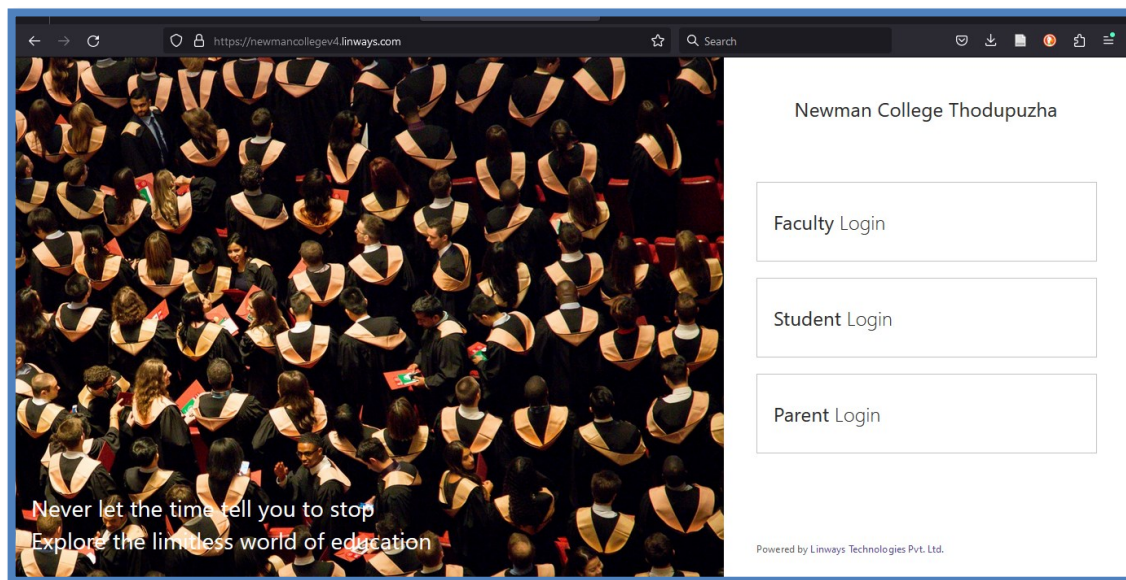 https://newmancollegev4.linways.com
Search
Newman College Thodupuzha
Faculty Login
Student Login
Parent Login
Never let the time tell you to stop
Explore the limitless world of education
Powered by Linways Technologies Pvt. Ltd.